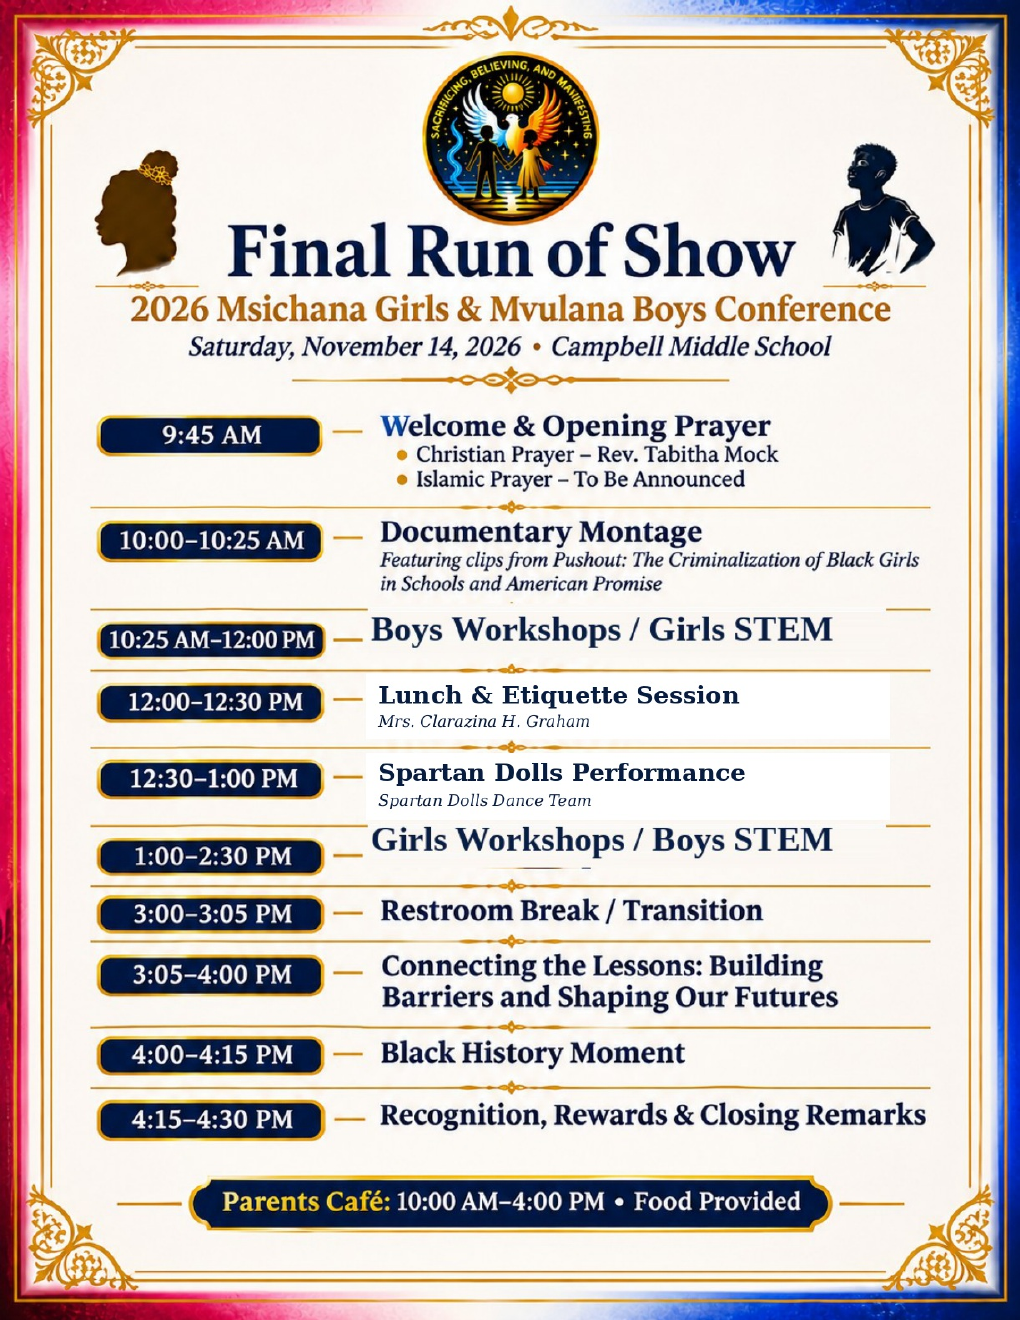 SACRIFICING, BELIEVING, AND MANIFESTING
Final Run of Show
2026 Msichana Girls & Mvulana Boys Conference
Saturday, November 14, 2026 • Campbell Middle School
9:45 AM
Welcome & Opening Prayer
• Christian Prayer – Rev. Tabitha Mock
• Islamic Prayer – To Be Announced
10:00–10:25 AM
Documentary Montage
Featuring clips from Pushout: The Criminalization of Black Girls
in Schools and American Promise
10:25 AM–12:00 PM
Boys Workshops / Girls STEM
12:00–12:30 PM
Lunch & Etiquette Session
Mrs. Clarazina H. Graham
12:30–1:00 PM
Spartan Dolls Performance
Spartan Dolls Dance Team
1:00–2:30 PM
Girls Workshops / Boys STEM
3:00–3:05 PM
Restroom Break / Transition
3:05–4:00 PM
Connecting the Lessons: Building
Barriers and Shaping Our Futures
4:00–4:15 PM
Black History Moment
4:15–4:30 PM
Recognition, Rewards & Closing Remarks
Parents Café: 10:00 AM–4:00 PM • Food Provided